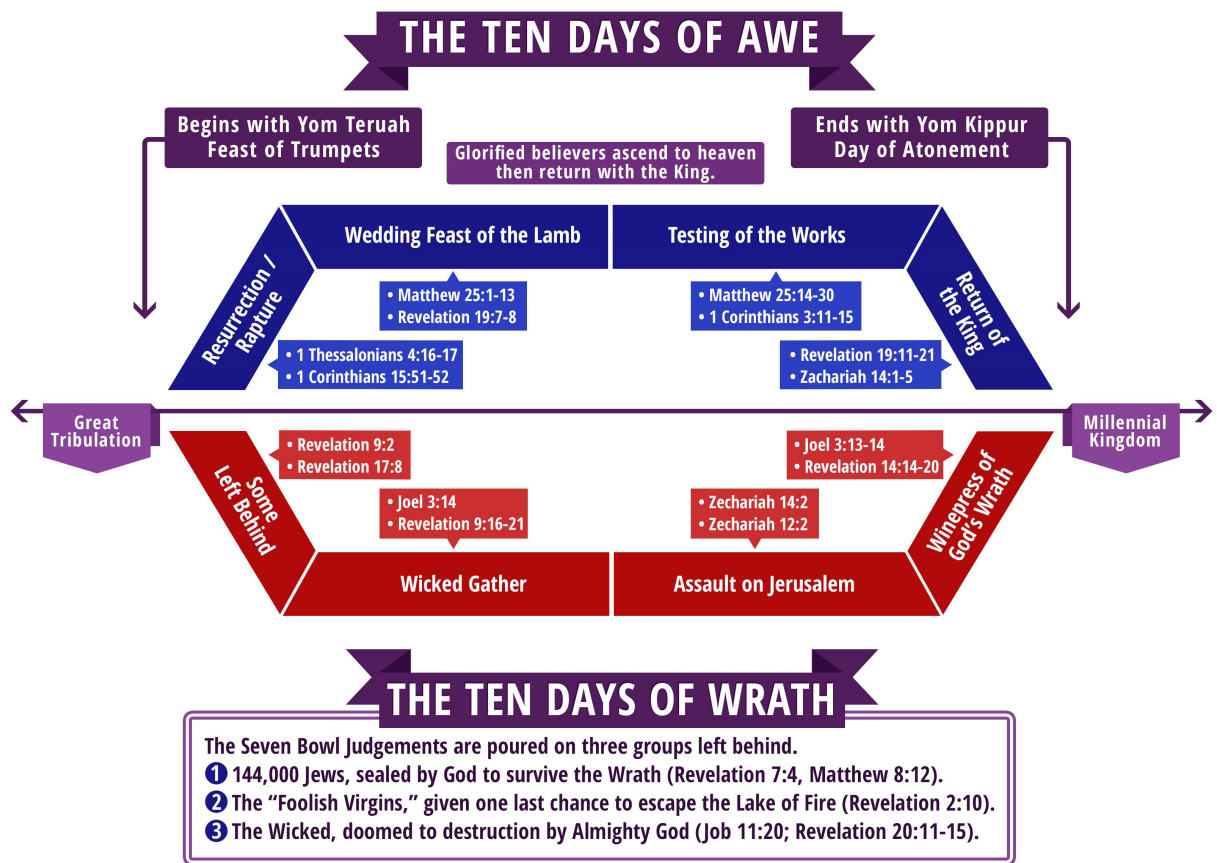 THE TEN DAYS OF AWE
Begins with Yom Teruah
Feast of Trumpets
Glorified believers ascend to heaven
then return with the King.
Ends with Yom Kippur
Day of Atonement
Resurrection /
Rapture
Wedding Feast of the Lamb
Testing of the Works
Return of
the King
• Matthew 25:1-13
• Revelation 19:7-8
• Matthew 25:14-30
• 1 Corinthians 3:11-15
• 1 Thessalonians 4:16-17
• 1 Corinthians 15:51-52
• Revelation 19:11-21
• Zachariah 14:1-5
Great
Tribulation
Millennial
Kingdom
Some
Left Behind
• Revelation 9:2
• Revelation 17:8
• Joel 3:13-14
• Revelation 14:14-20
Winepress of
God's Wrath
• Joel 3:14
• Revelation 9:16-21
• Zechariah 14:2
• Zechariah 12:2
Wicked Gather
Assault on Jerusalem
THE TEN DAYS OF WRATH
The Seven Bowl Judgements are poured on three groups left behind.
1 144,000 Jews, sealed by God to survive the Wrath (Revelation 7:4, Matthew 8:12).
2 The “Foolish Virgins,” given one last chance to escape the Lake of Fire (Revelation 2:10).
3 The Wicked, doomed to destruction by Almighty God (Job 11:20; Revelation 20:11-15).